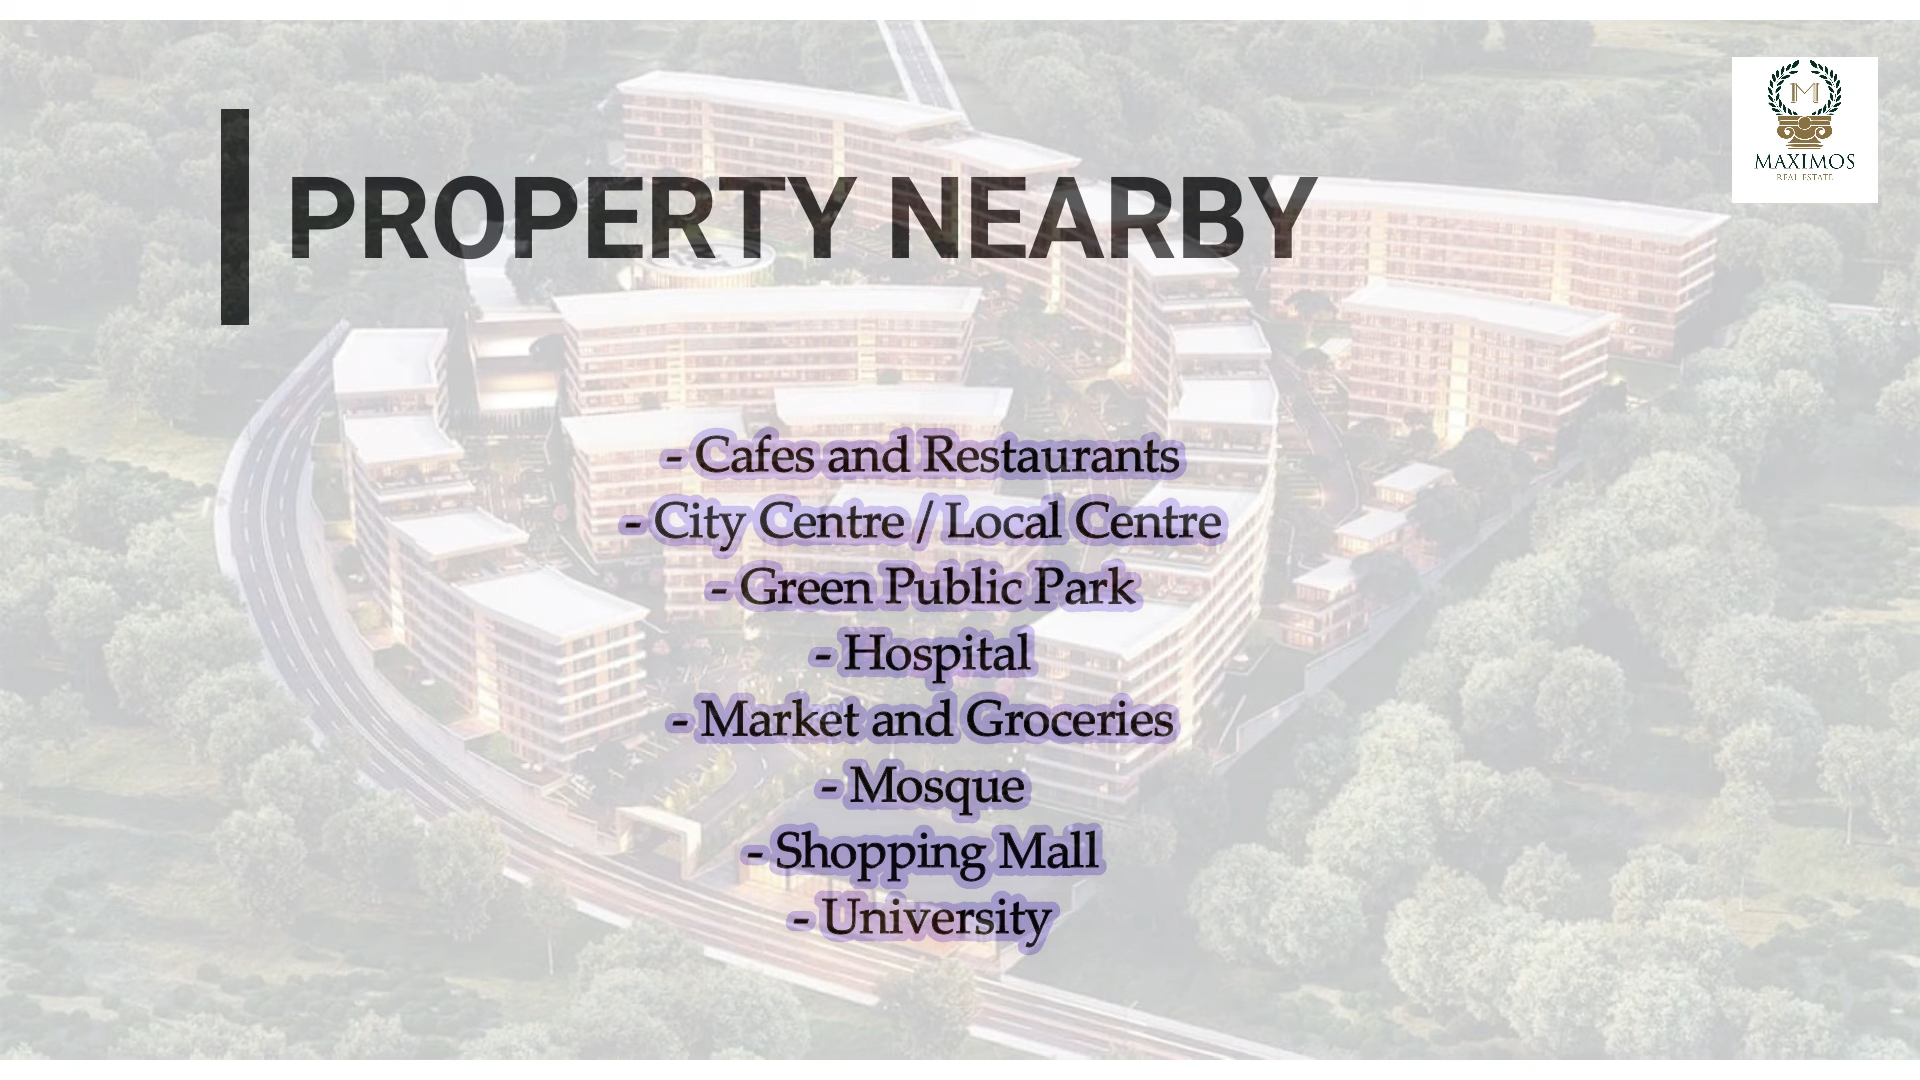 M
MAXIMOS
REAL ESTATE
PROPERTY NEARBY
- Cafes and Restaurants
- City Centre / Local Centre
- Green Public Park
- Hospital
- Market and Groceries
- Mosque
- Shopping Mall
- University